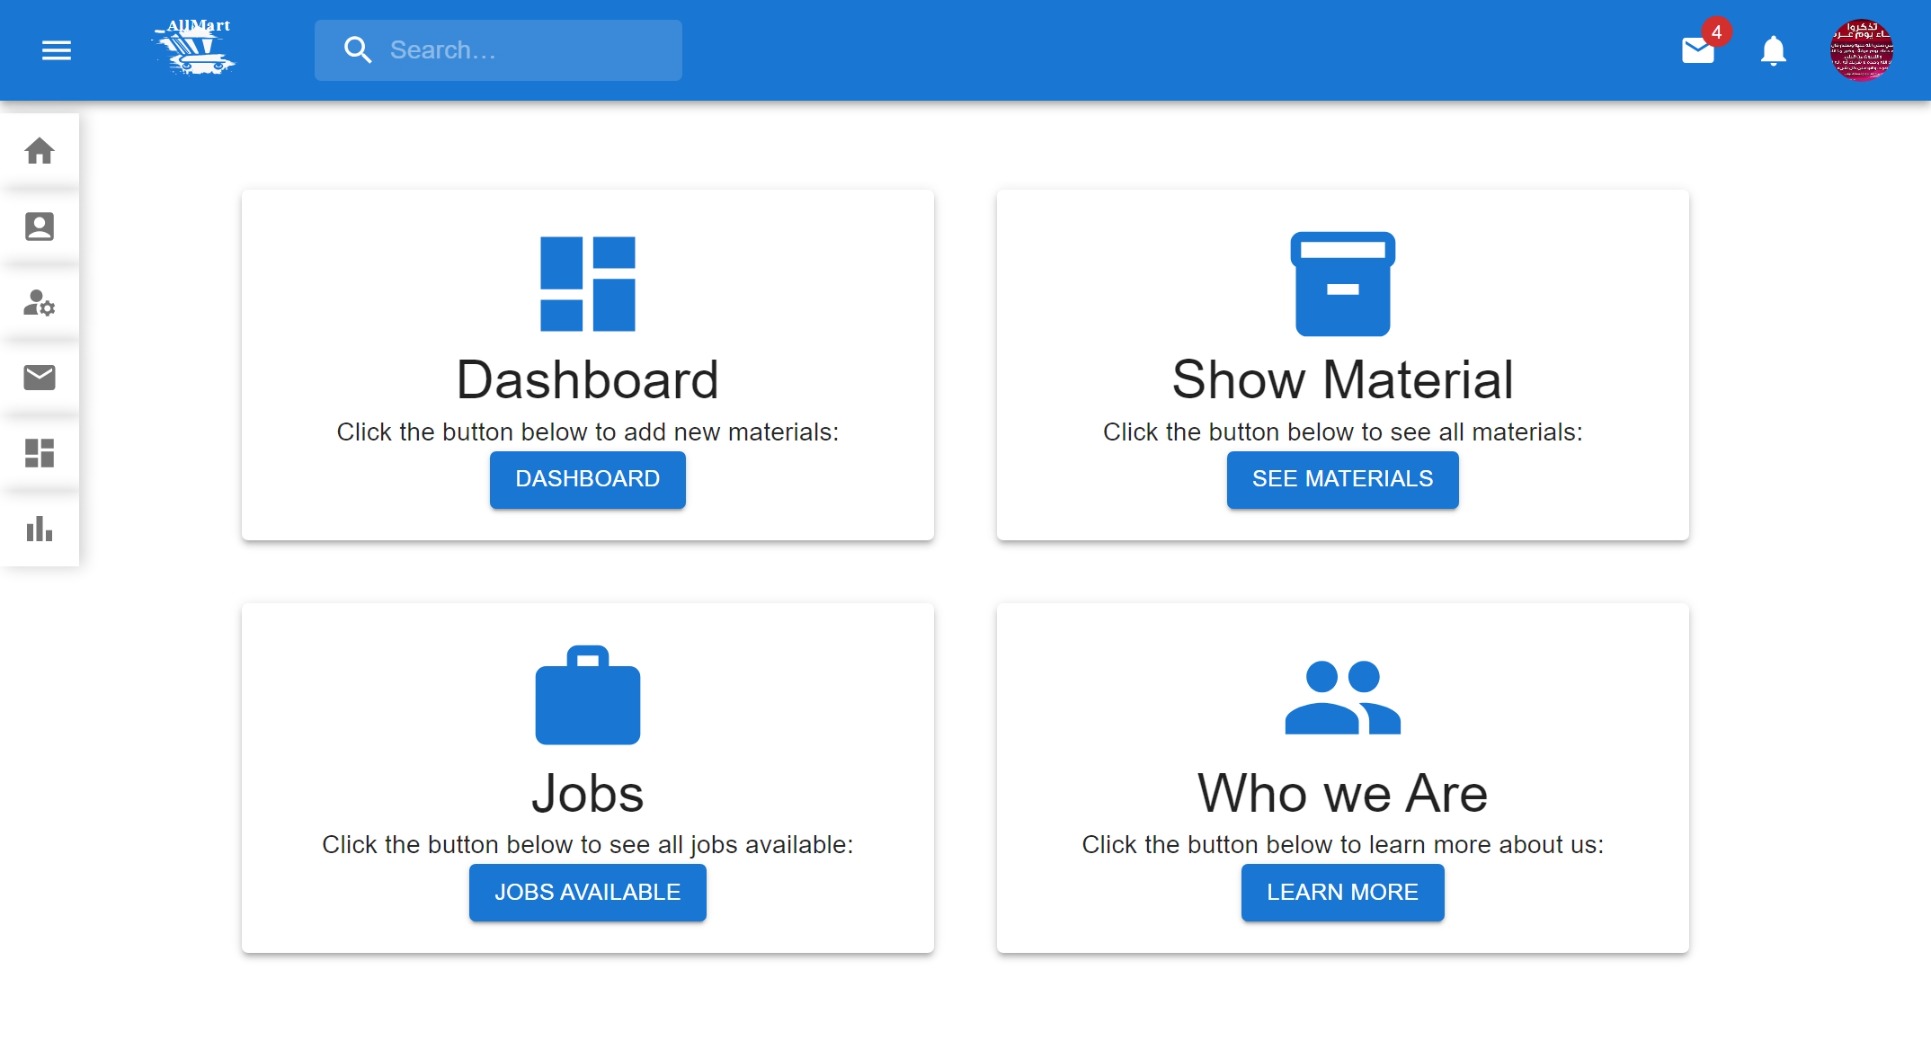 AllMart
Search…
4
تذكروا
Dashboard
Click the button below to add new materials:
DASHBOARD
Show Material
Click the button below to see all materials:
SEE MATERIALS
Jobs
Click the button below to see all jobs available:
JOBS AVAILABLE
Who we Are
Click the button below to learn more about us:
LEARN MORE